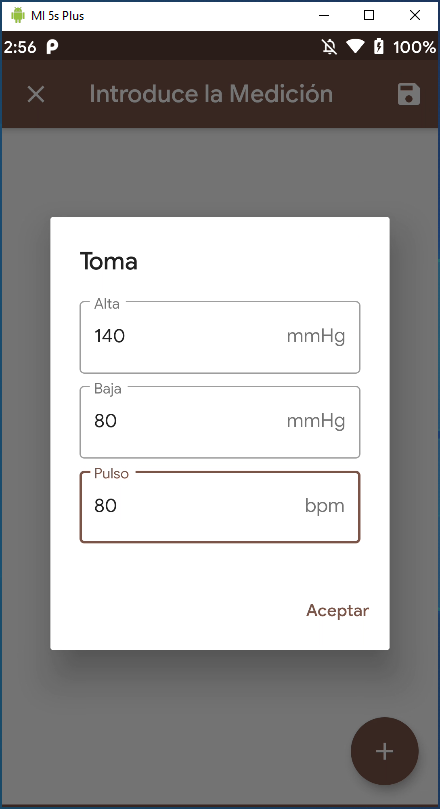 MI 5s Plus
2:56 100%
Introduce la Medición
Toma
Alta
140 mmHg
Baja
80 mmHg
Pulso
80 bpm
Aceptar